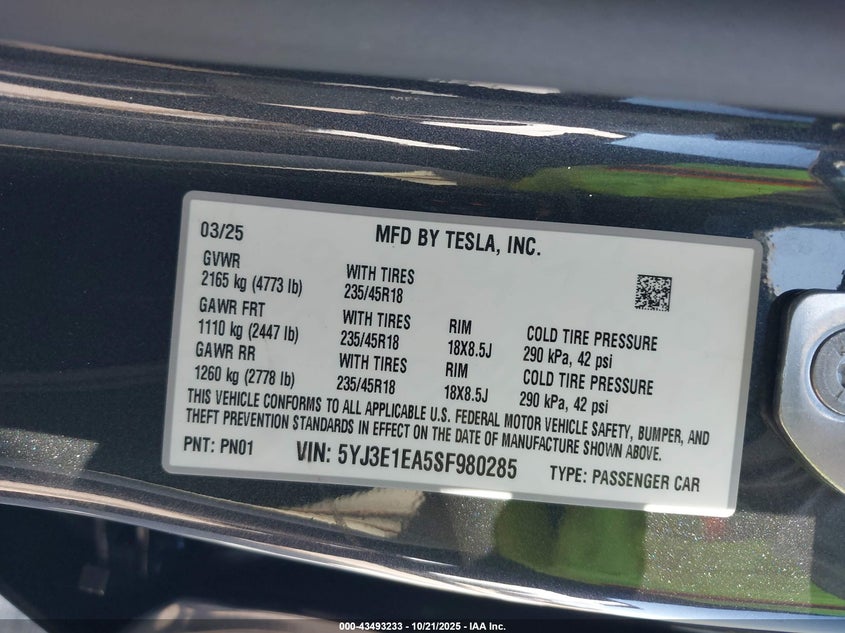 03/25
MFD BY TESLA, INC.
GVWR
2165 kg (4773 lb)
WITH TIRES
235/45R18
GAWR FRT
1110 kg (2447 lb)
WITH TIRES
235/45R18
RIM
18X8.5J
COLD TIRE PRESSURE
290 kPa, 42 psi
GAWR RR
1260 kg (2778 lb)
WITH TIRES
235/45R18
RIM
18X8.5J
COLD TIRE PRESSURE
290 kPa, 42 psi
THIS VEHICLE CONFORMS TO ALL APPLICABLE U.S. FEDERAL MOTOR VEHICLE SAFETY, BUMPER, AND
THEFT PREVENTION STANDARDS IN EFFECT ON THE DATE OF MANUFACTURE SHOWN ABOVE.
PNT: PN01
VIN: 5YJ3E1EA5SF980285
TYPE: PASSENGER CAR
000-43493233 - 10/21/2025 - IAA Inc.